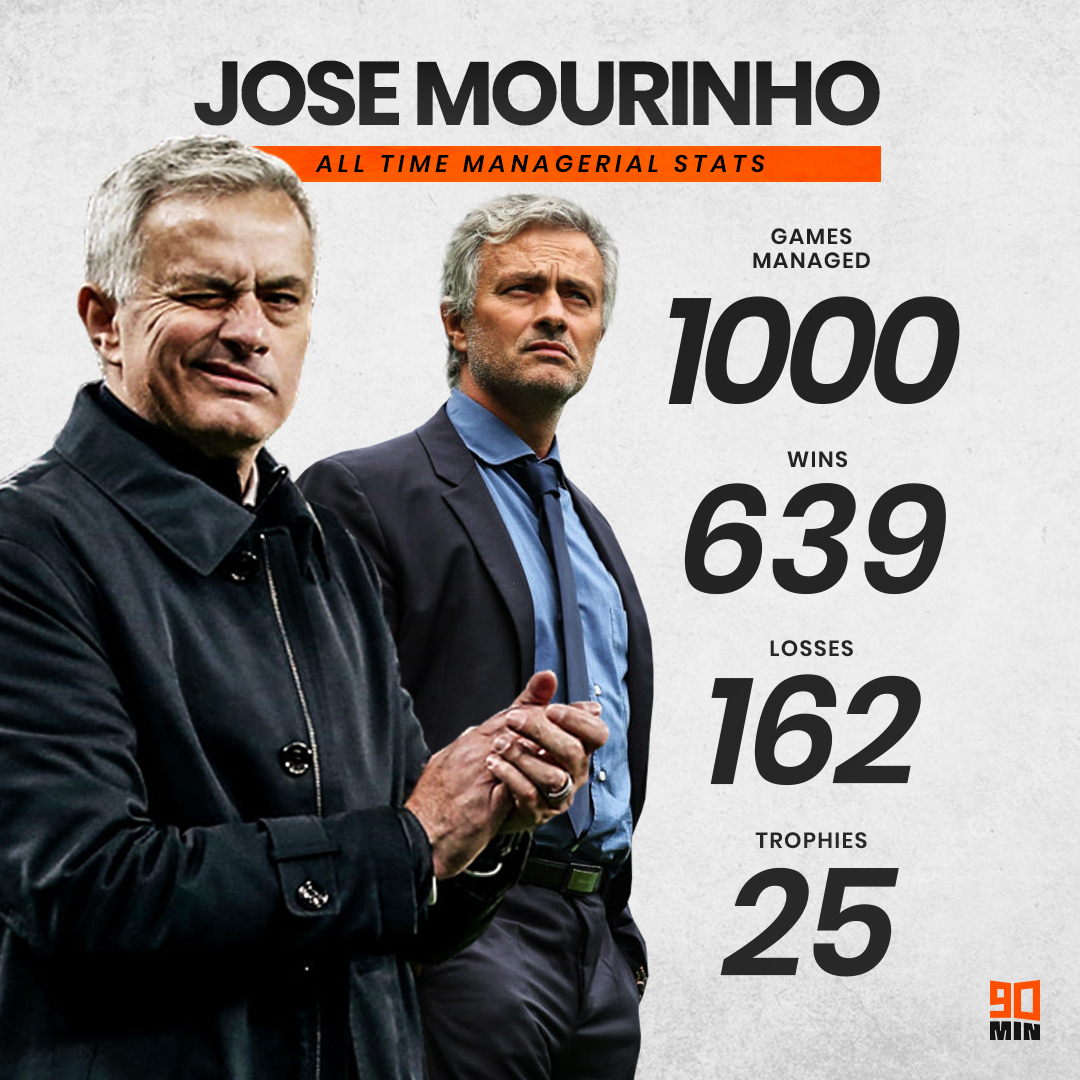 JOSE MOURINHO
ALL TIME MANAGERIAL STATS
GAMES
MANAGED
1000
WINS
639
LOSSES
162
TROPHIES
25
90
MIN